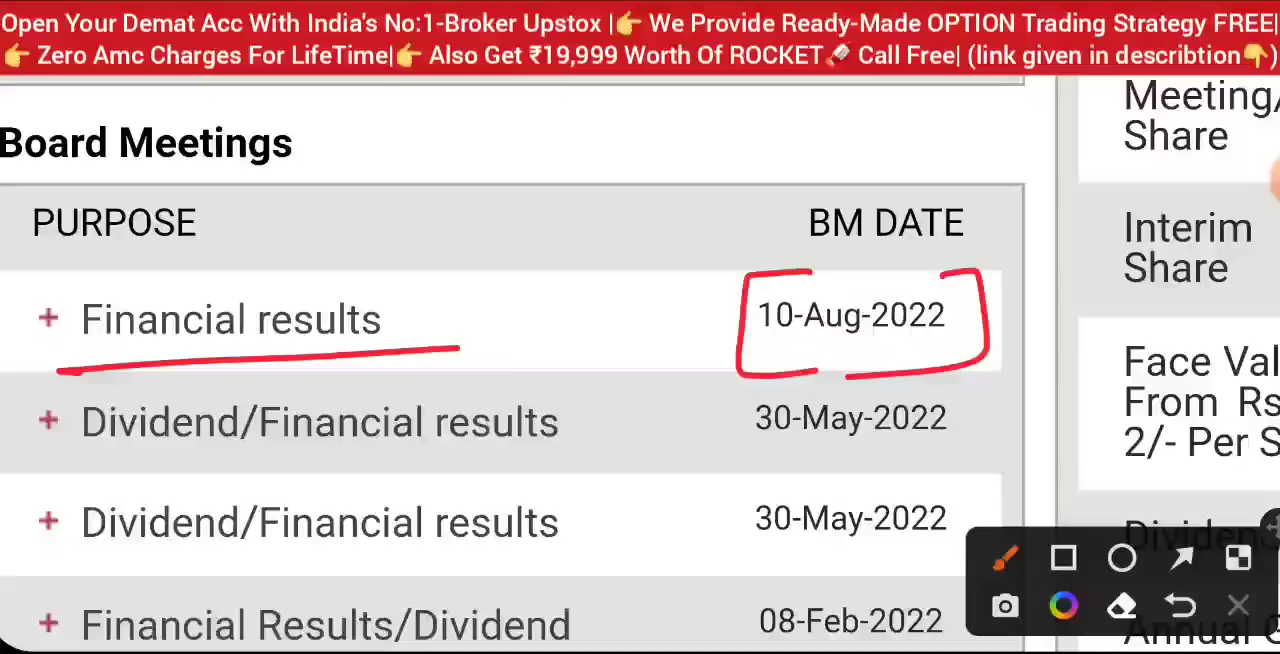 Open Your Demat Acc With India's No:1-Broker Upstox |👉 We Provide Ready-Made OPTION Trading Strategy FREE|
👉 Zero Amc Charges For LifeTime|👉 Also Get ₹19,999 Worth Of ROCKET🚀 Call Free| (link given in describtion👇)
Board Meetings
PURPOSE BM DATE
+ Financial results 10-Aug-2022
+ Dividend/Financial results 30-May-2022
+ Dividend/Financial results 30-May-2022
+ Financial Results/Dividend 08-Feb-2022
Meeting/
Share
Interim
Share
Face Val
From Rs
2/- Per S
Dividend
Annual